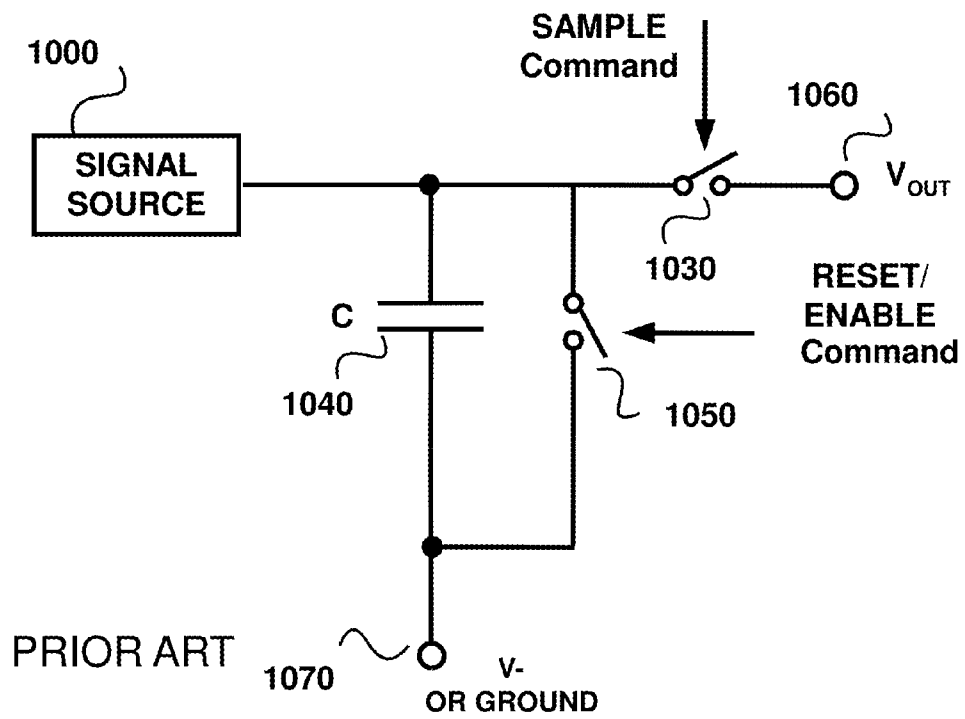 SAMPLE
Command
1000
1060
SIGNAL
SOURCE
VOUT
1030
RESET/
ENABLE
Command
C
1040
1050
PRIOR ART
1070
V-
OR GROUND